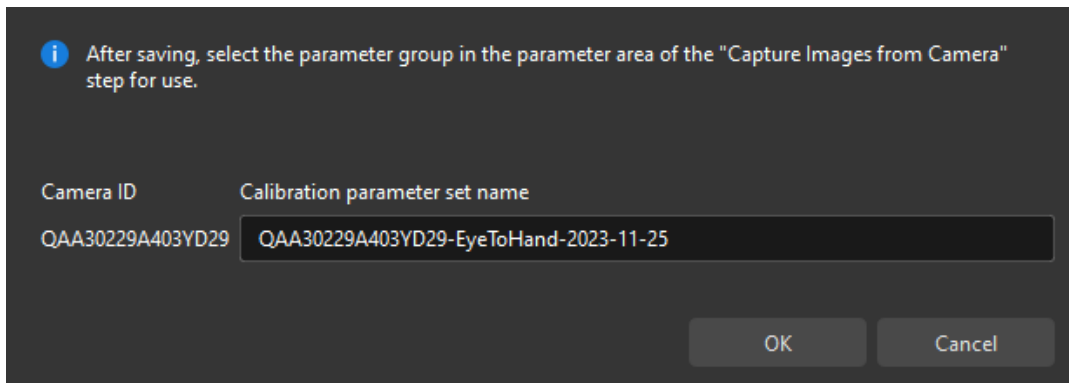 After saving, select the parameter group in the parameter area of the "Capture Images from Camera"
step for use.
Camera ID
Calibration parameter set name
QAA30229A403YD29
QAA30229A403YD29-EyeToHand-2023-11-25
OK
Cancel